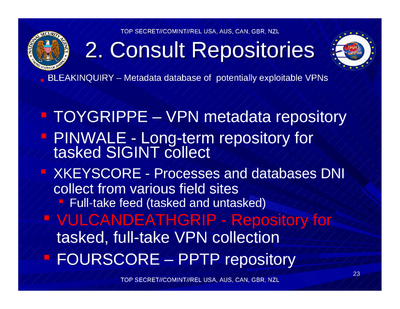 TOP SECRET//COMINT//REL USA, AUS, CAN, GBR, NZL
2. Consult Repositories
BLEAKINQUIRY – Metadata database of potentially exploitable VPNs
TOYGRIPPE – VPN metadata repository
PINWALE - Long-term repository for
tasked SIGINT collect
XKEYSCORE - Processes and databases DNI
collect from various field sites
Full-take feed (tasked and untasked)
VULCANDEATHGRIP - Repository for
tasked, full-take VPN collection
FOURSCORE – PPTP repository
23
TOP SECRET//COMINT//REL USA, AUS, CAN, GBR, NZL